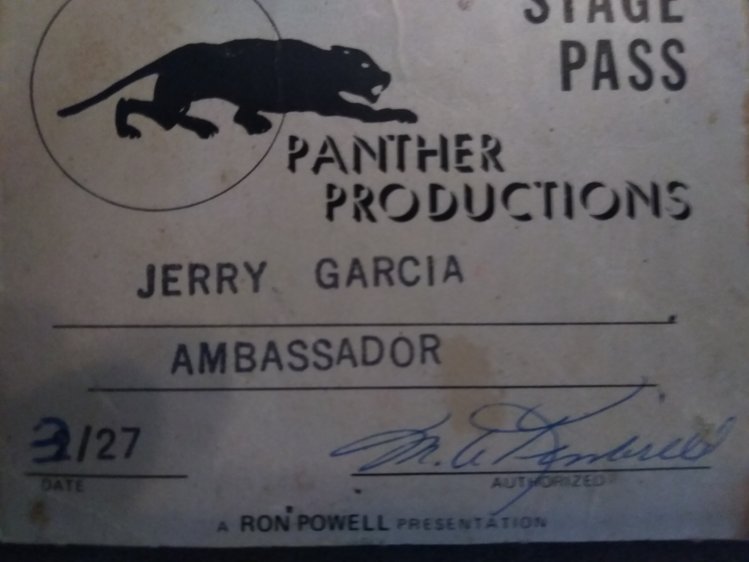 STAGE
PASS
PANTHER
PRODUCTIONS
JERRY GARCIA
AMBASSADOR
3/27
DATE
AUTHORIZED
A RON POWELL PRESENTATION